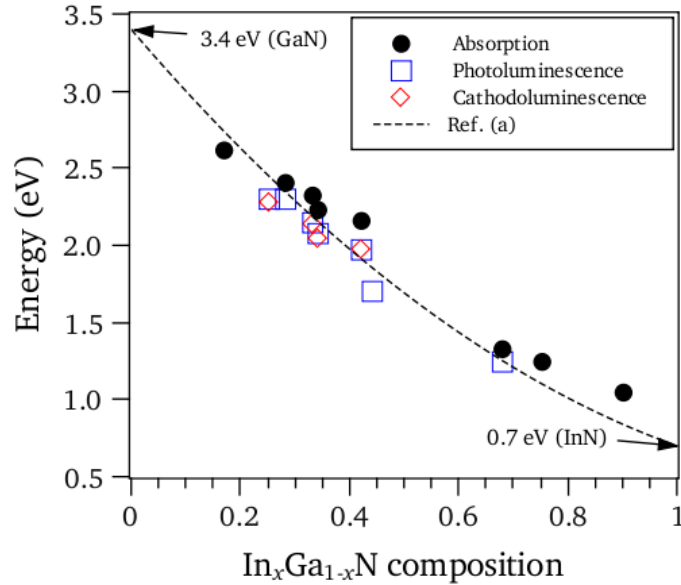 3.5
3.0
2.5
2.0
1.5
1.0
0.5
Energy (eV)
3.4 eV (GaN)
Absorption
Photoluminescence
Cathodoluminescence
Ref. (a)
0.7 eV (InN)
0 0.2 0.4 0.6 0.8 1
InₓGa₁₋ₓN composition